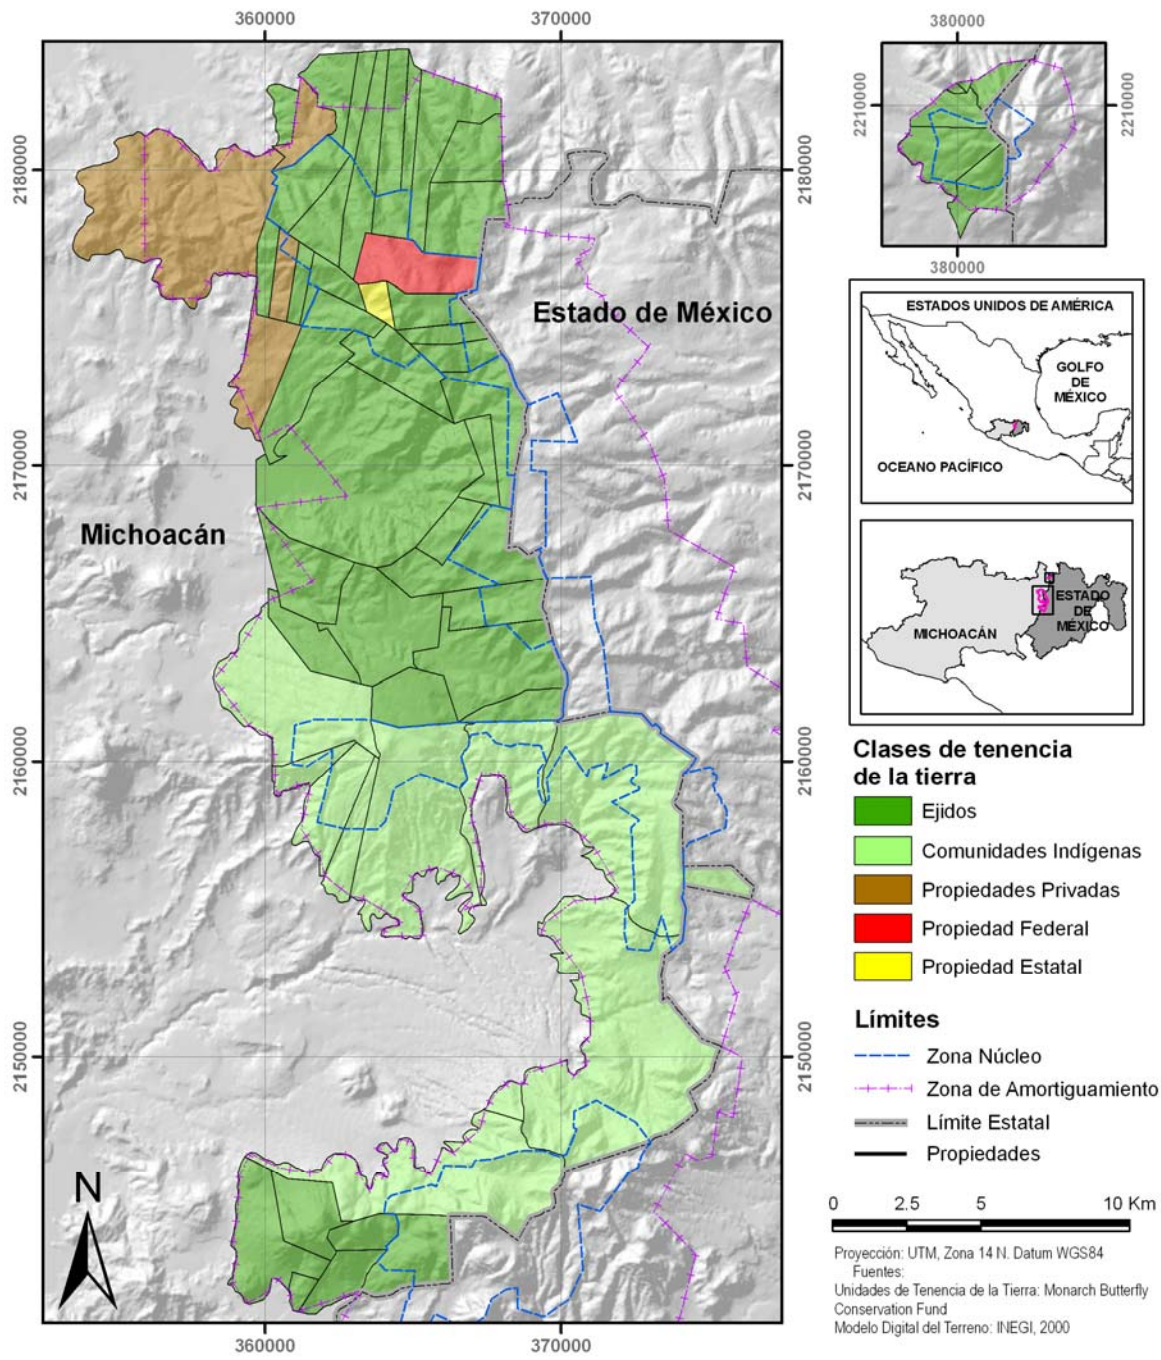 360000
370000
380000
2210000
2210000
380000
2180000
2180000
2170000
2170000
2160000
2160000
2150000
2150000
Estado de México
Michoacán
N
360000
370000
ESTADOS UNIDOS DE AMÉRICA
GOLFO
DE
MÉXICO
OCEANO PACÍFICO
ESTADO
DE
MÉXICO
MICHOACÁN
Clases de tenencia
de la tierra
Ejidos
Comunidades Indígenas
Propiedades Privadas
Propiedad Federal
Propiedad Estatal
Límites
Zona Núcleo
Zona de Amortiguamiento
Límite Estatal
Propiedades
0 2.5 5 10 Km
Proyección: UTM, Zona 14 N. Datum WGS84
Fuentes:
Unidades de Tenencia de la Tierra: Monarch Butterfly
Conservation Fund
Modelo Digital del Terreno: INEGI, 2000